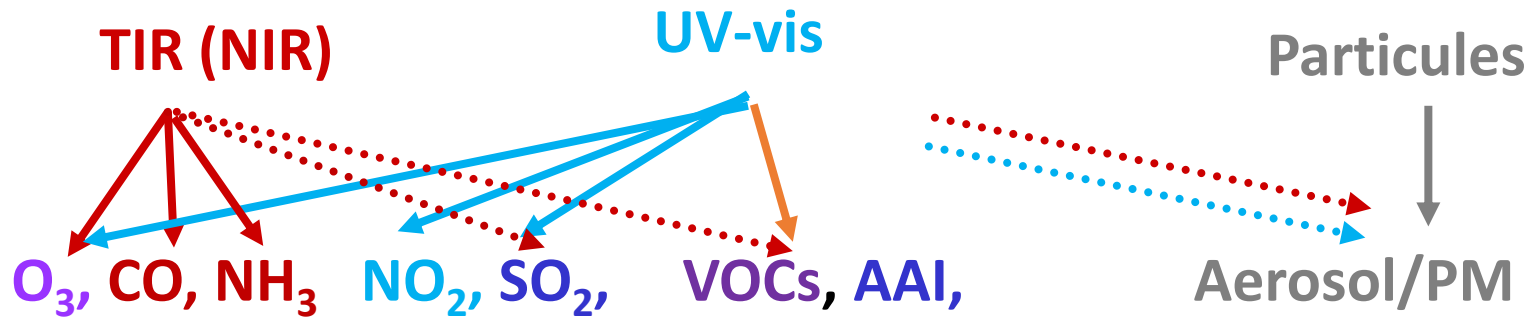 TIR (NIR) UV-vis Particules
O₃, CO, NH₃ NO₂, SO₂, VOCs, AAI, Aerosol/PM